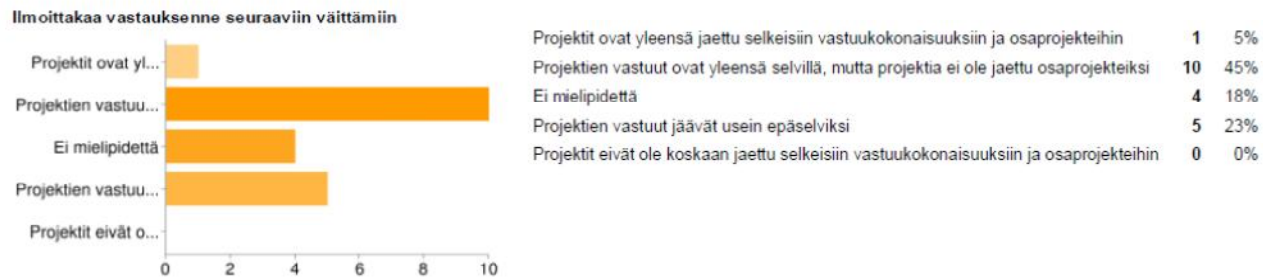 Ilmoittakaa vastauksenne seuraaviin väittämiin
Projektit ovat yl...
Projektien vastuu...
Ei mielipidettä
Projektien vastuu...
Projektit eivät o...
0 2 4 6 8 10
Projektit ovat yleensä jaettu selkeisiin vastuukokonaisuuksiin ja osaprojekteihin 1 5%
Projektien vastuut ovat yleensä selvillä, mutta projektia ei ole jaettu osaprojekteiksi 10 45%
Ei mielipidettä 4 18%
Projektien vastuut jäävät usein epäselviksi 5 23%
Projektit eivät ole koskaan jaettu selkeisiin vastuukokonaisuuksiin ja osaprojekteihin 0 0%